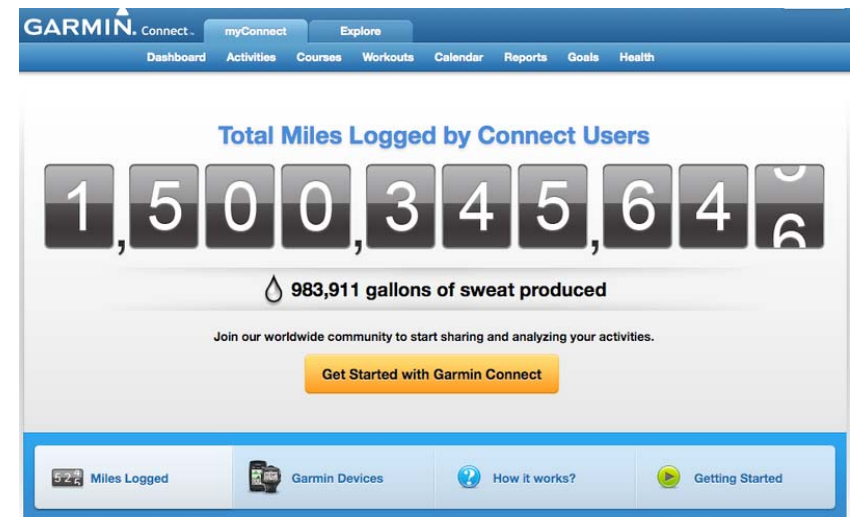 GARMIN. Connect™ myConnect Explore
Dashboard Activities Courses Workouts Calendar Reports Goals Health
Total Miles Logged by Connect Users
1,500,345,64
983,911 gallons of sweat produced
Join our worldwide community to start sharing and analyzing your activities.
Get Started with Garmin Connect
Miles Logged Garmin Devices How it works? Getting Started